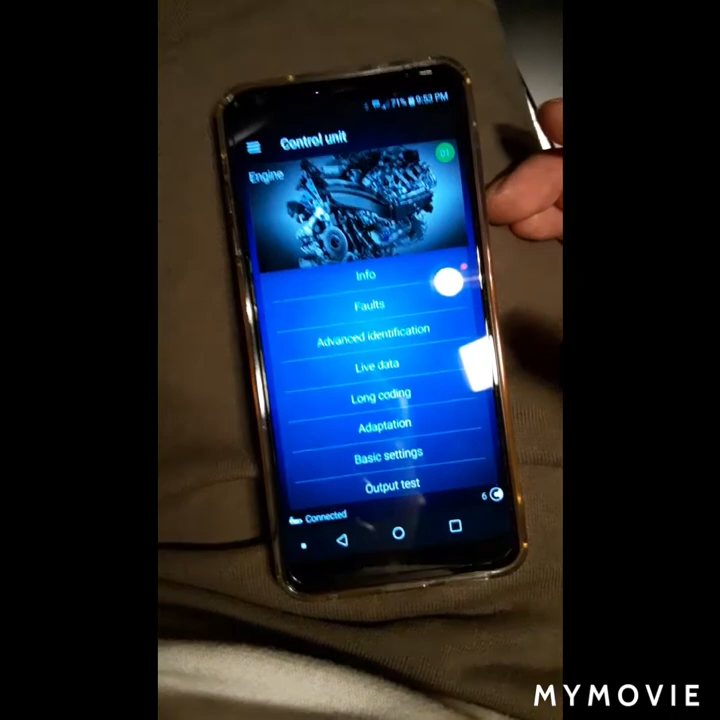 71% 9:53 PM
Control unit
Engine
01
Info
Faults
Advanced identification
Live data
Long coding
Adaptation
Basic settings
Output test
6
Connected
MYMOVIE